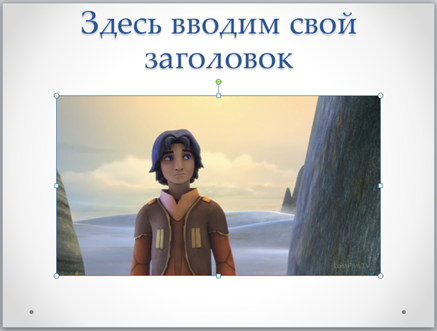 Здесь вводим свой
заголовок